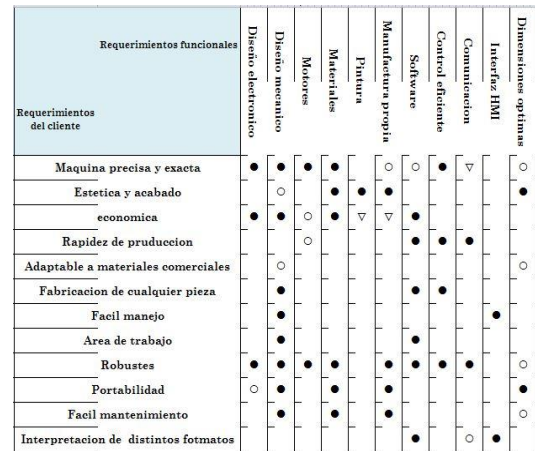 Requerimientos funcionales
Requerimientos
del cliente
Diseño electronico
Diseño mecanico
Motores
Materiales
Pintura
Manufactura propia
Software
Control eficiente
Comunicacion
Interfaz HMI
Dimensiones optimas
Maquina precisa y exacta ● ● ● ● ○ ○ ● ▽ ○
Estetica y acabado ○ ● ● ● ●
economica ● ● ○ ● ▽ ▽ ●
Rapidez de pruduccion ○ ● ● ●
Adaptable a materiales comerciales ○ ○
Fabricacion de cualquier pieza ● ● ●
Facil manejo ● ●
Area de trabajo ● ●
Robustes ● ● ● ● ● ● ● ● ○
Portabilidad ○ ● ● ● ●
Facil mantenimiento ● ● ● ○
Interpretacion de distintos fotmatos ● ○ ●